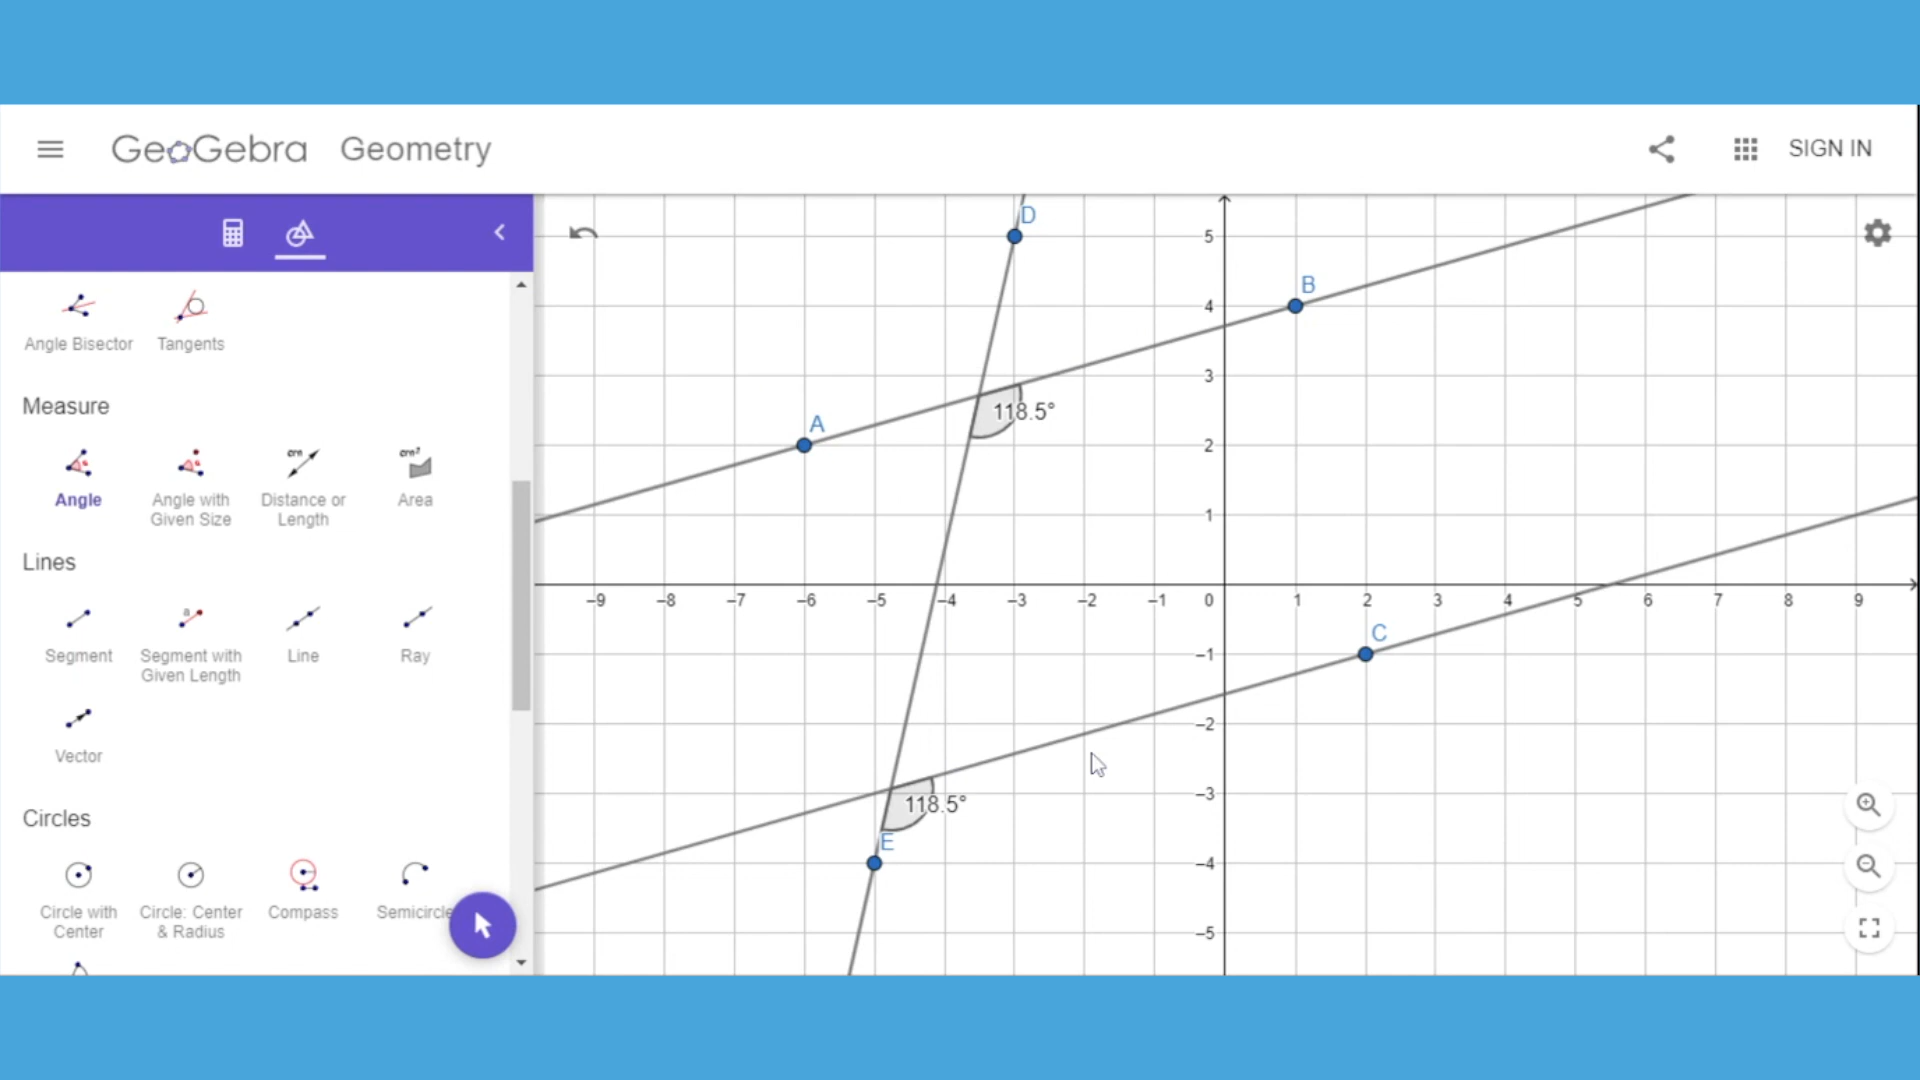 GeoGebra Geometry
SIGN IN
Angle Bisector
Tangents
Measure
Angle
Angle with
Given Size
cm
Distance or
Length
cm²
Area
Lines
Segment
a
Segment with
Given Length
Line
Ray
Vector
Circles
Circle with
Center
Circle: Center
& Radius
Compass
Semicircle
D
5
B
4
3
118.5°
A
2
1
–9 –8 –7 –6 –5 –4 –3 –2 –1 0 1 2 3 4 5 6 7 8 9
C
–1
–2
–3
118.5°
E
–4
–5